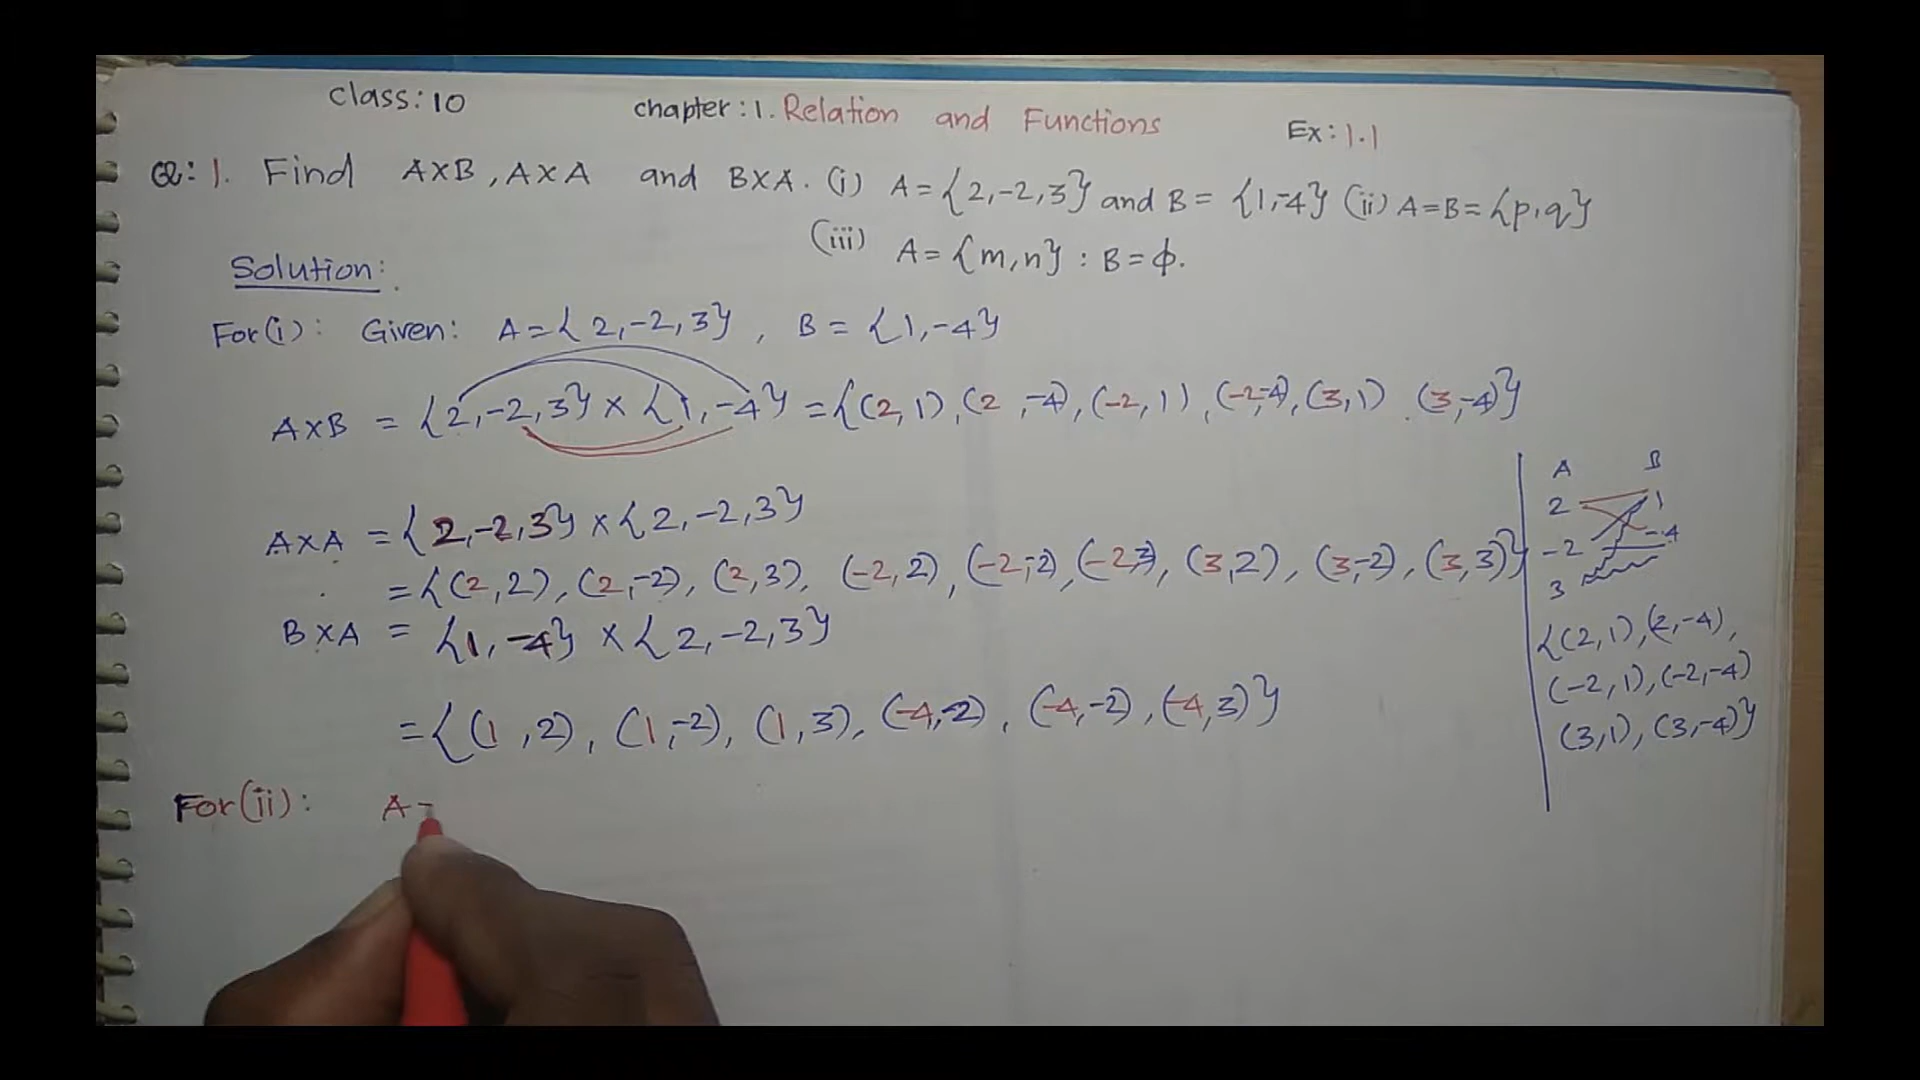 class:10 chapter:1. Relation and Functions Ex:1.1
Q:1. Find A×B, A×A and B×A. (i) A={2,-2,3} and B={1,-4} (ii) A=B={p,q}
(iii) A={m,n} : B=ϕ.
Solution:
For(i): Given: A={2,-2,3}, B={1,-4}
A×B = {2,-2,3}×{1,-4} = {(2,1),(2,-4),(-2,1),(-2,-4),(3,1),(3,-4)}
A×A = {2,-2,3}×{2,-2,3}
={(2,2),(2,-2),(2,3),(-2,2),(-2,-2),(-2,3),(3,2),(3,-2),(3,3)}
B×A = {1,-4}×{2,-2,3}
={(1,2),(1,-2),(1,3),(-4,2),(-4,-2),(-4,3)}
For(ii): A=
A B
2 1
-2 -4
3
{(2,1),(2,-4),
(-2,1),(-2,-4)
(3,1),(3,-4)}